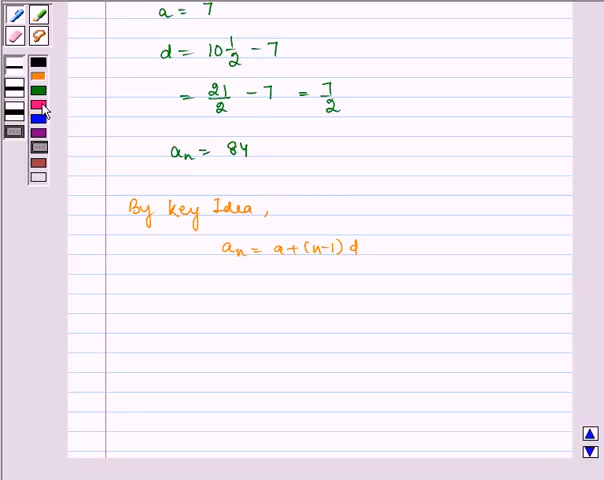 a = 7
d = 10 1/2 - 7
= 21/2 - 7 = 7/2
aₙ = 84
By Key Idea,
aₙ = a + (n-1) d